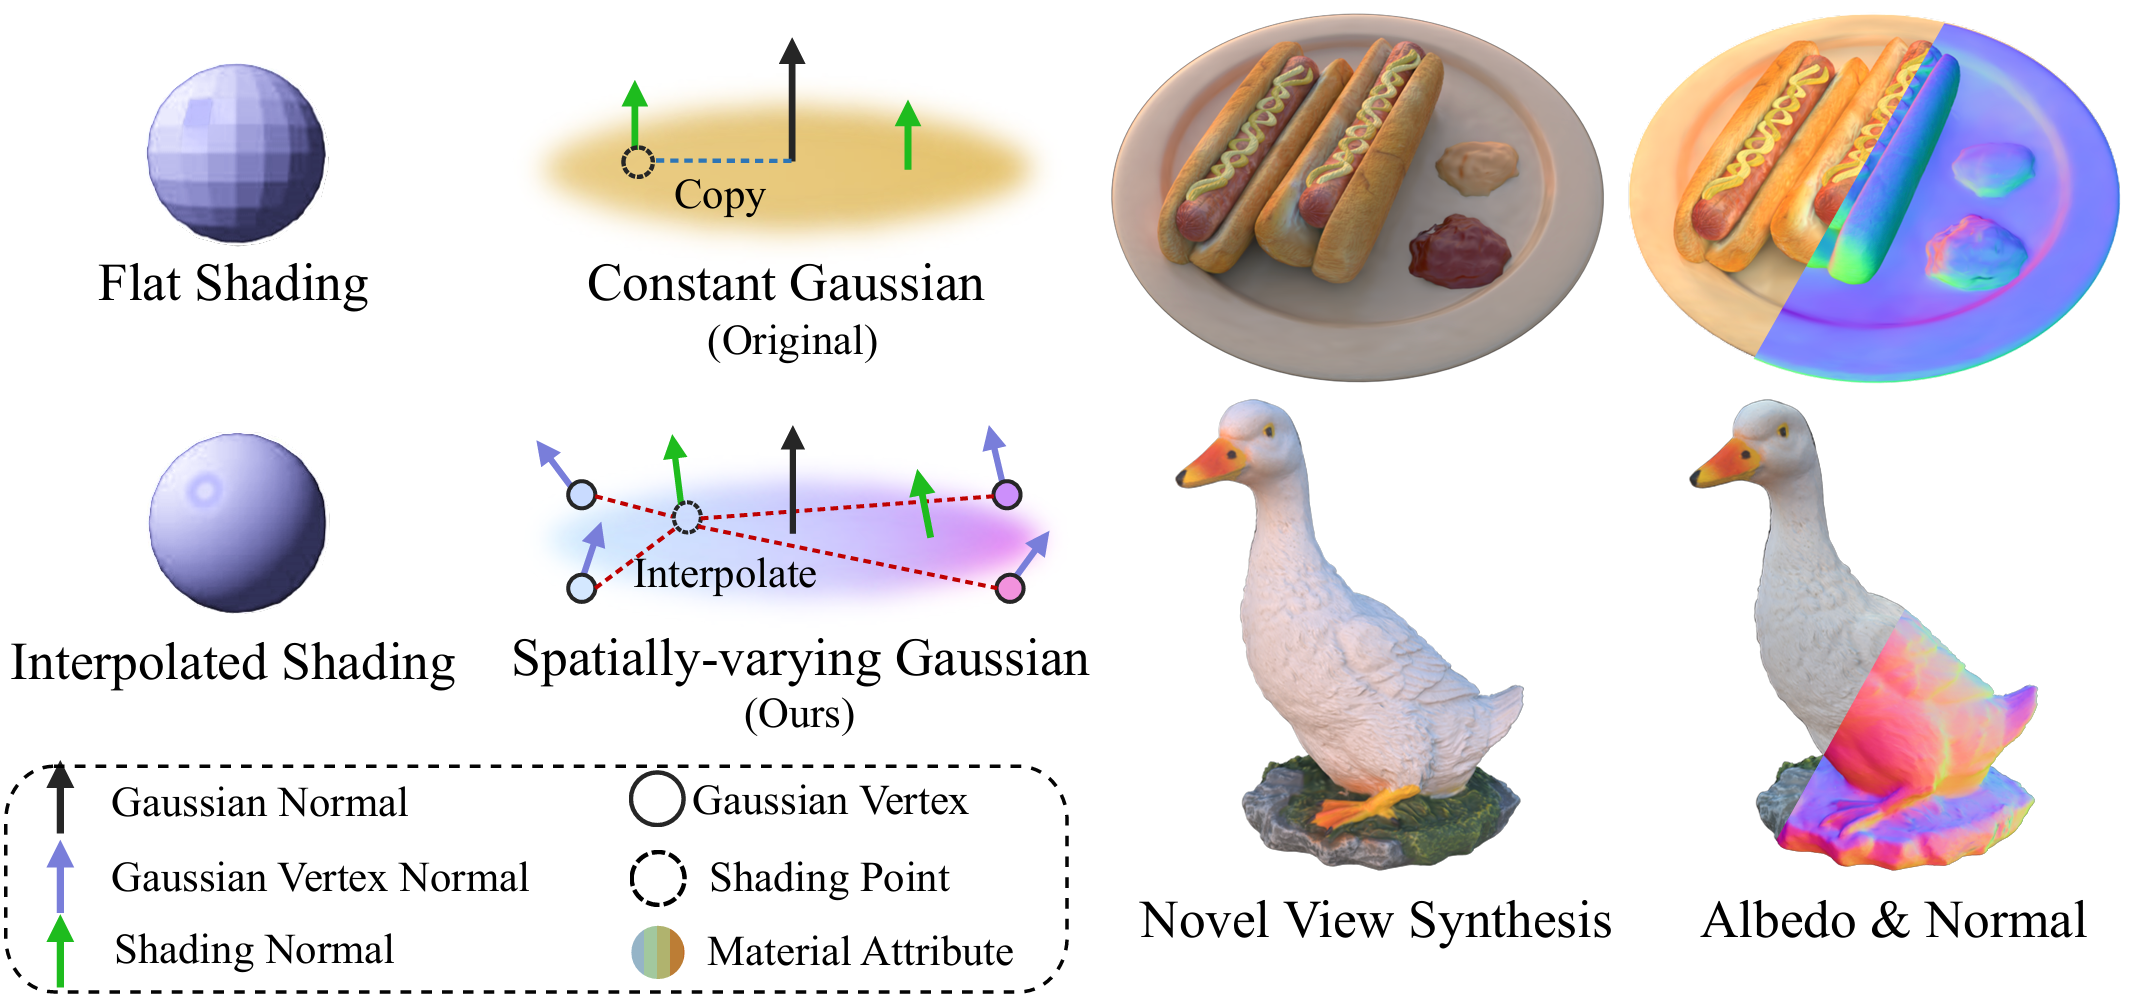 Flat Shading
Copy
Constant Gaussian
(Original)
Interpolated Shading
Interpolate
Spatially-varying Gaussian
(Ours)
Gaussian Normal
Gaussian Vertex
Gaussian Vertex Normal
Shading Point
Shading Normal
Material Attribute
Novel View Synthesis
Albedo & Normal